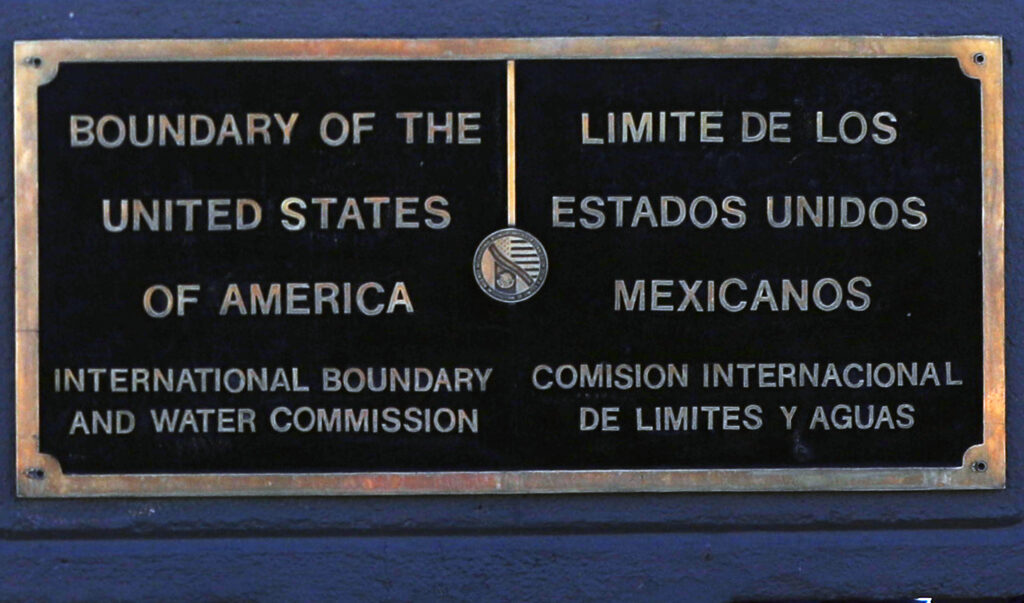 BOUNDARY OF THE
UNITED STATES
OF AMERICA
INTERNATIONAL BOUNDARY
AND WATER COMMISSION
LIMITE DE LOS
ESTADOS UNIDOS
MEXICANOS
COMISION INTERNACIONAL
DE LIMITES Y AGUAS